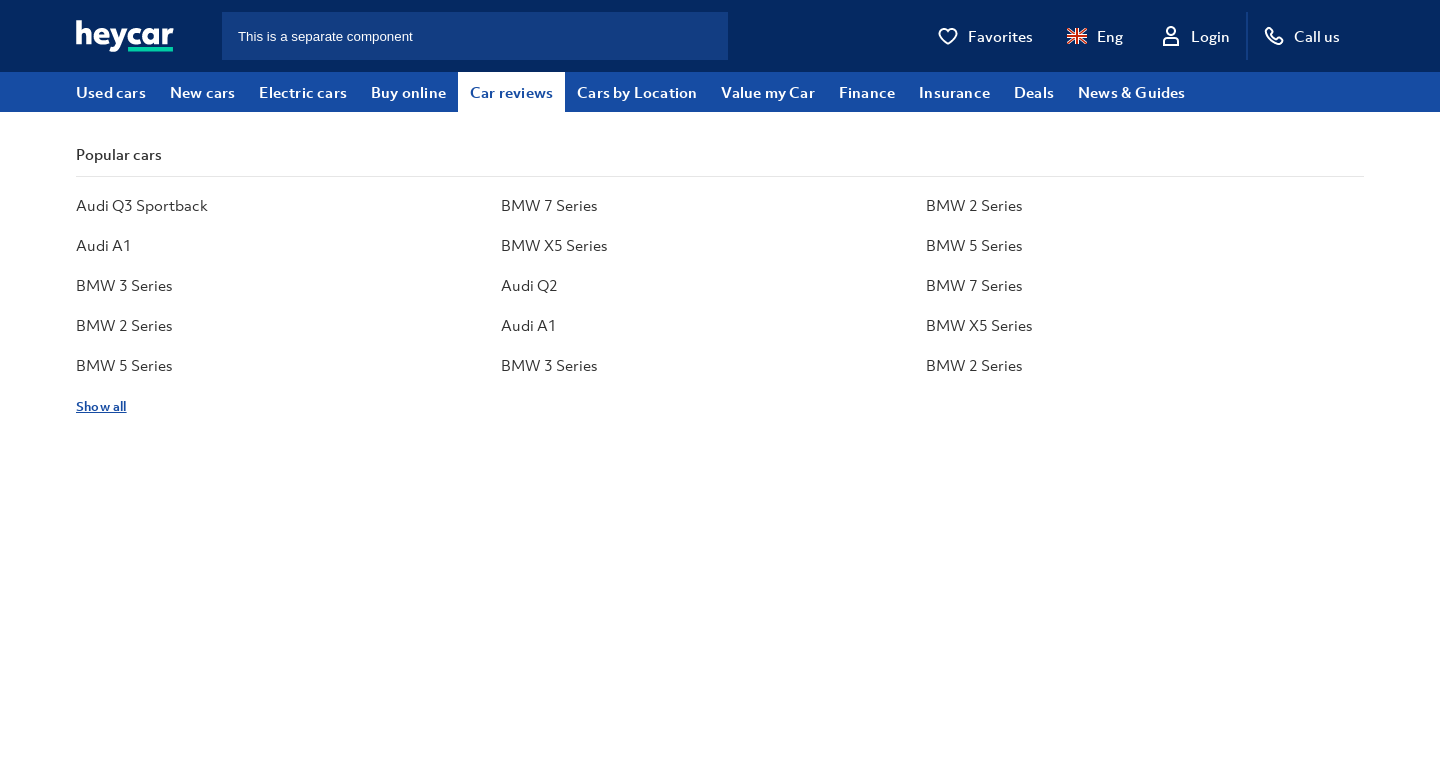 heycar
This is a separate component
Favorites
Eng
Login
Call us
Used cars New cars Electric cars Buy online Car reviews Cars by Location Value my Car Finance Insurance Deals News & Guides
Popular cars
Audi Q3 Sportback BMW 7 Series BMW 2 Series
Audi A1 BMW X5 Series BMW 5 Series
BMW 3 Series Audi Q2 BMW 7 Series
BMW 2 Series Audi A1 BMW X5 Series
BMW 5 Series BMW 3 Series BMW 2 Series
Show all